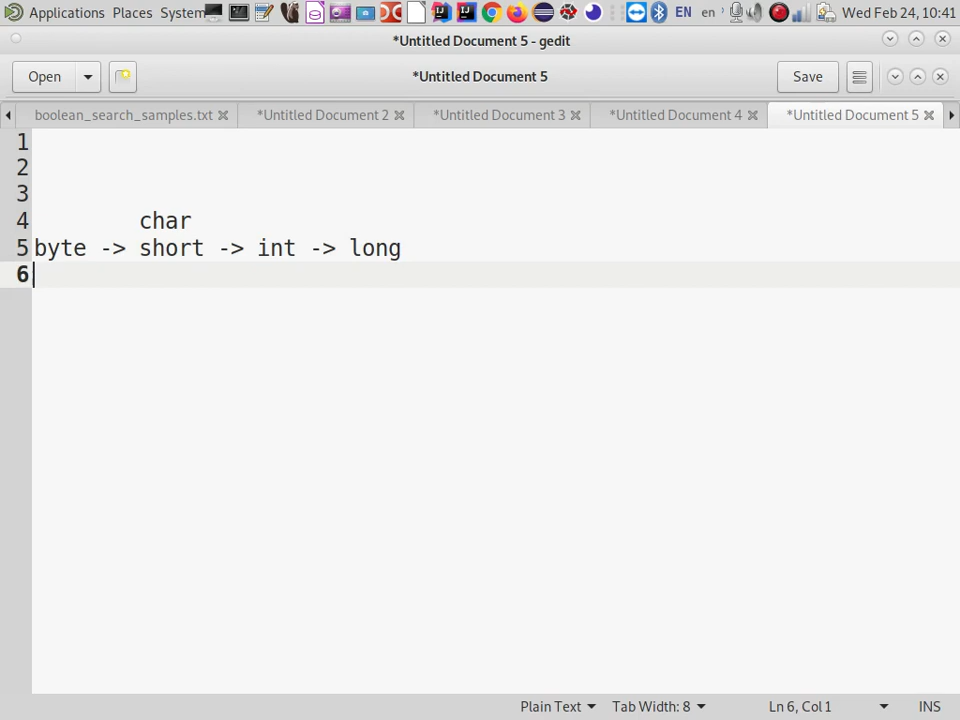 Applications Places System EN en Wed Feb 24, 10:41
*Untitled Document 5 - gedit
Open *Untitled Document 5 Save
boolean_search_samples.txt *Untitled Document 2 *Untitled Document 3 *Untitled Document 4 *Untitled Document 5
1
2
3
4 char
5 byte -> short -> int -> long
6
Plain Text Tab Width: 8 Ln 6, Col 1 INS